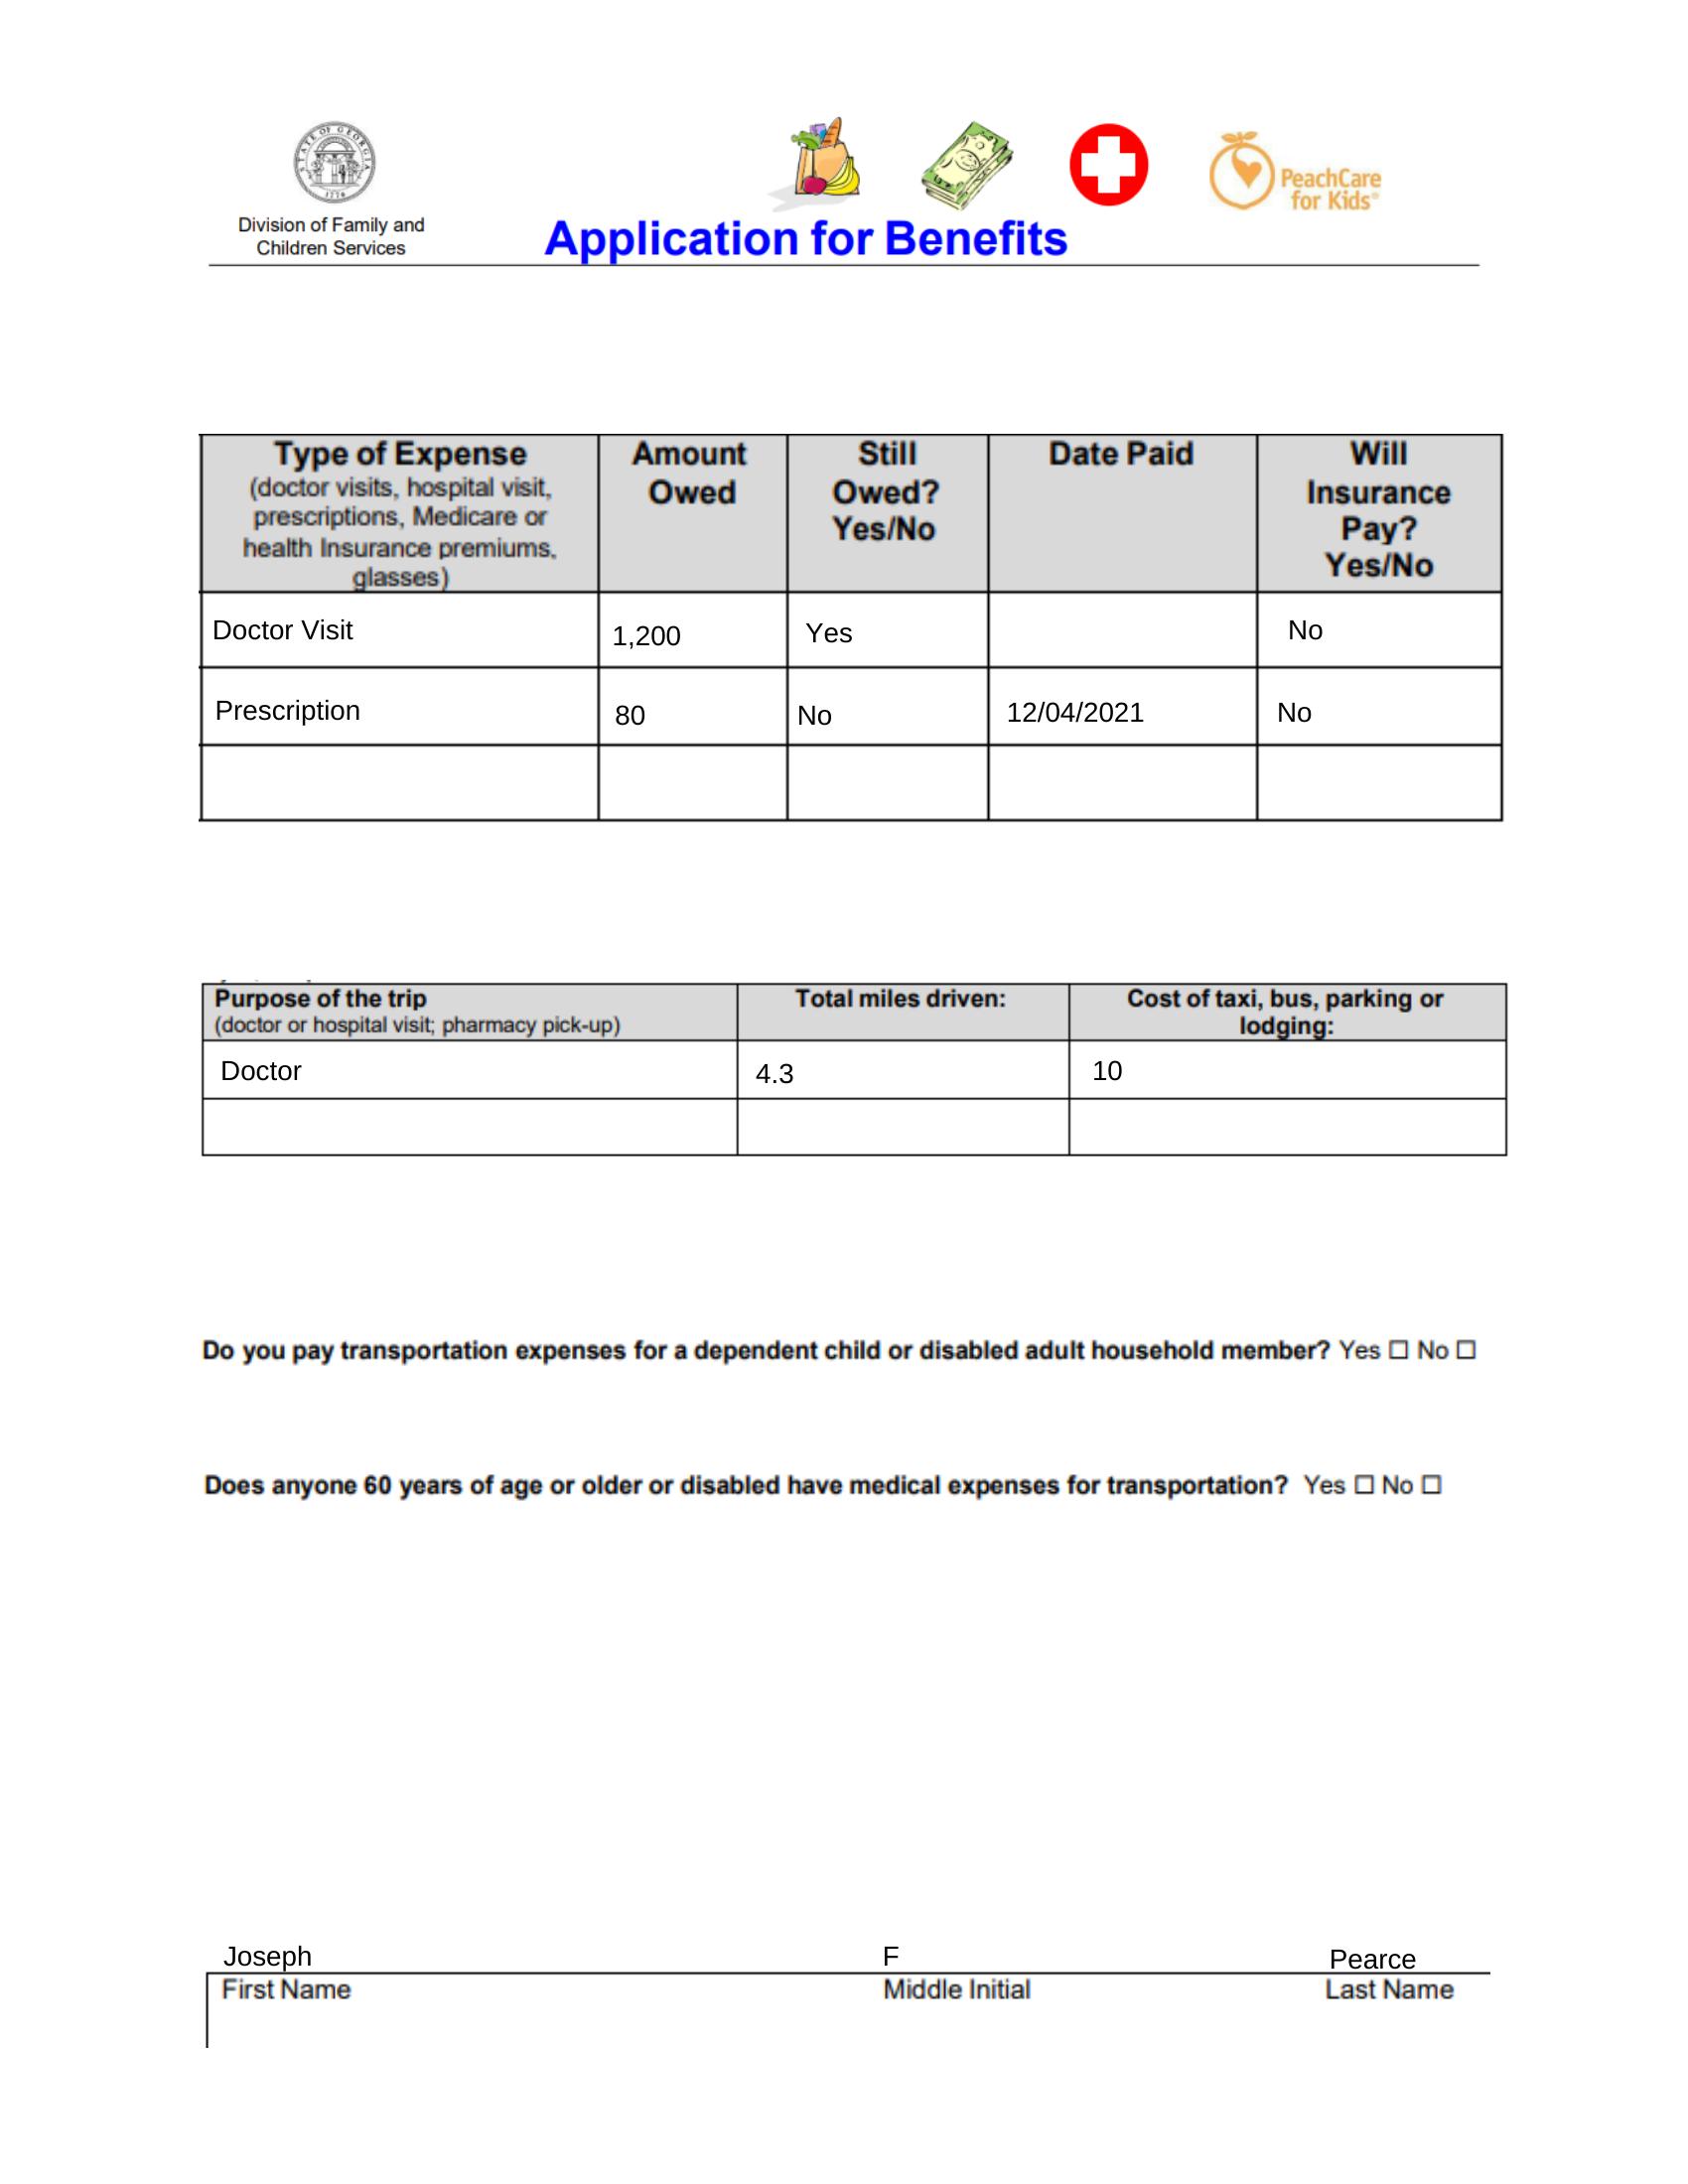 STATE OF GEORGIA
1776
PeachCare
for Kids®
Division of Family and
Children Services
Application for Benefits
Type of Expense
(doctor visits, hospital visit,
prescriptions, Medicare or
health Insurance premiums,
glasses)
Amount
Owed
Still
Owed?
Yes/No
Date Paid
Will
Insurance
Pay?
Yes/No
Doctor Visit 1,200 Yes No
Prescription 80 No 12/04/2021 No
Purpose of the trip
(doctor or hospital visit; pharmacy pick-up)
Total miles driven:
Cost of taxi, bus, parking or
lodging:
Doctor 4.3 10
Do you pay transportation expenses for a dependent child or disabled adult household member? Yes ☐ No ☐
Does anyone 60 years of age or older or disabled have medical expenses for transportation? Yes ☐ No ☐
Joseph F Pearce
First Name Middle Initial Last Name